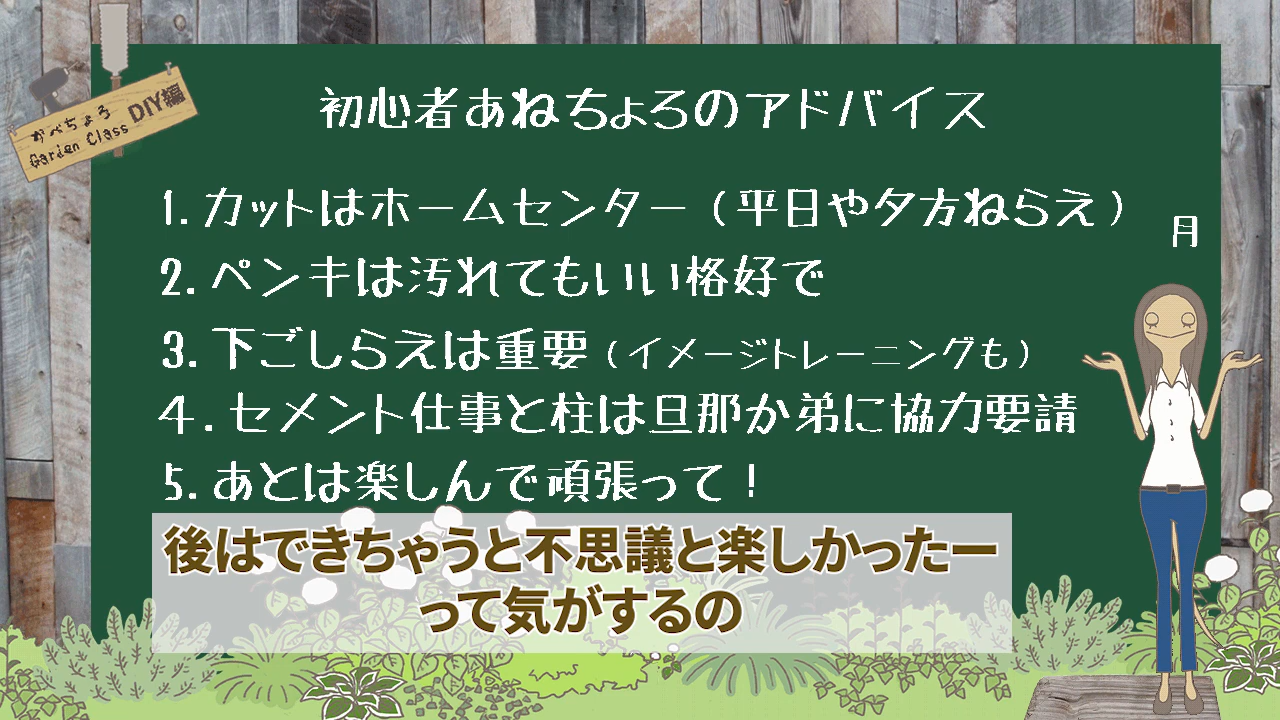 かべちょろ DIY編
Garden Class
初心者あねちょろのアドバイス
1. カットはホームセンター（平日や夕方ねらえ）
月
2. ペンキは汚れてもいい格好で
3. 下ごしらえは重要（イメージトレーニングも）
４. セメント仕事と柱は旦那か弟に協力要請
5. あとは楽しんで頑張って！
後はできちゃうと不思議と楽しかったー
って気がするの